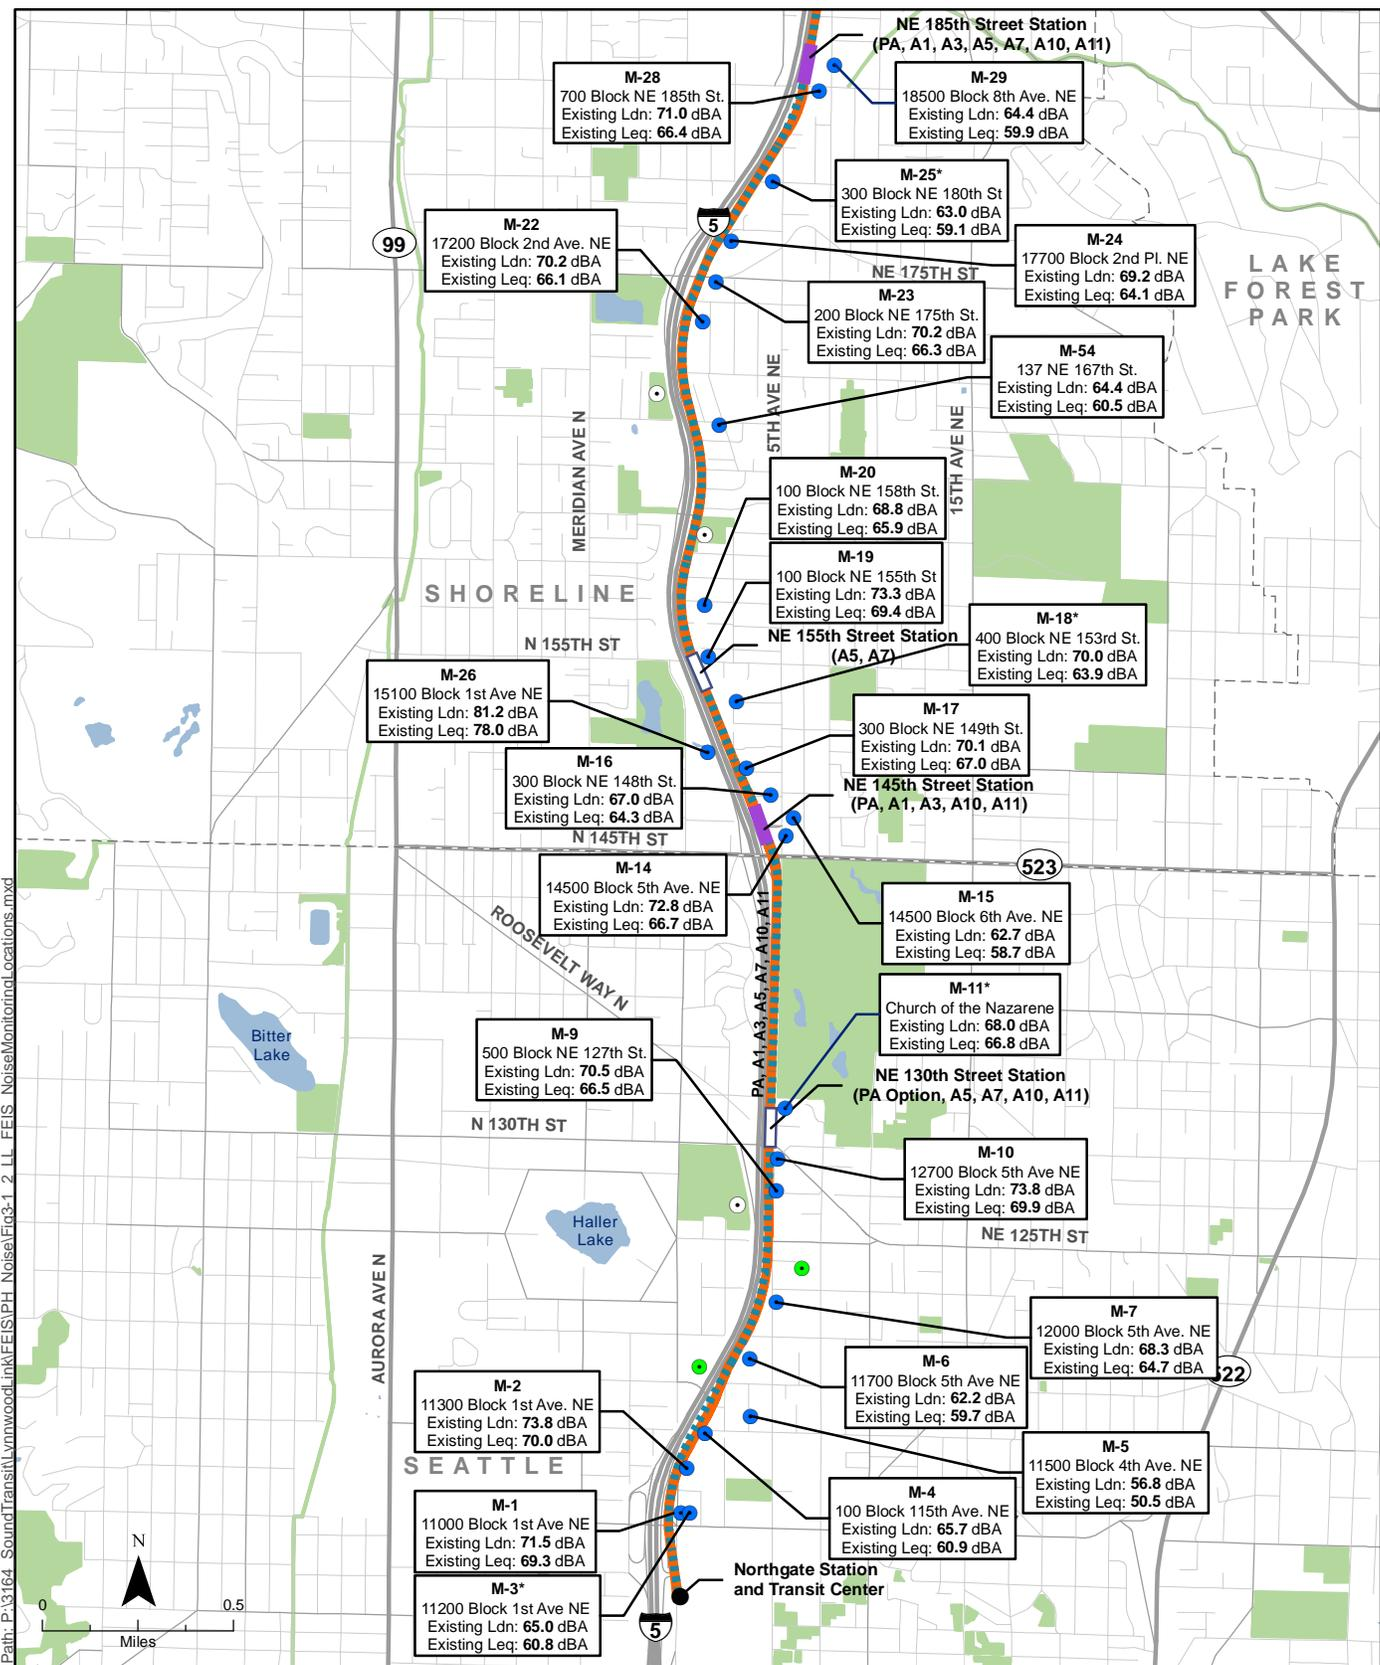 NE 185th Street Station
(PA, A1, A3, A5, A7, A10, A11)
M-28
700 Block NE 185th St.
Existing Ldn: 71.0 dBA
Existing Leq: 66.4 dBA
M-29
18500 Block 8th Ave. NE
Existing Ldn: 64.4 dBA
Existing Leq: 59.9 dBA
M-25*
300 Block NE 180th St
Existing Ldn: 63.0 dBA
Existing Leq: 59.1 dBA
5
99
M-22
17200 Block 2nd Ave. NE
Existing Ldn: 70.2 dBA
Existing Leq: 66.1 dBA
M-24
17700 Block 2nd Pl. NE
Existing Ldn: 69.2 dBA
Existing Leq: 64.1 dBA
NE 175TH ST
LAKE
FOREST
PARK
M-23
200 Block NE 175th St.
Existing Ldn: 70.2 dBA
Existing Leq: 66.3 dBA
M-54
137 NE 167th St.
Existing Ldn: 64.4 dBA
Existing Leq: 60.5 dBA
5TH AVE NE
15TH AVE NE
MERIDIAN AVE N
M-20
100 Block NE 158th St.
Existing Ldn: 68.8 dBA
Existing Leq: 65.9 dBA
M-19
100 Block NE 155th St
Existing Ldn: 73.3 dBA
Existing Leq: 69.4 dBA
SHORELINE
M-18*
400 Block NE 153rd St.
Existing Ldn: 70.0 dBA
Existing Leq: 63.9 dBA
NE 155th Street Station
(A5, A7)
N 155TH ST
M-26
15100 Block 1st Ave NE
Existing Ldn: 81.2 dBA
Existing Leq: 78.0 dBA
M-17
300 Block NE 149th St.
Existing Ldn: 70.1 dBA
Existing Leq: 67.0 dBA
M-16
300 Block NE 148th St.
Existing Ldn: 67.0 dBA
Existing Leq: 64.3 dBA
NE 145th Street Station
(PA, A1, A3, A10, A11)
N 145TH ST
523
M-14
14500 Block 5th Ave. NE
Existing Ldn: 72.8 dBA
Existing Leq: 66.7 dBA
M-15
14500 Block 6th Ave. NE
Existing Ldn: 62.7 dBA
Existing Leq: 58.7 dBA
ROOSEVELT WAY N
PA, A1, A3, A5, A7, A10, A11
M-11*
Church of the Nazarene
Existing Ldn: 68.0 dBA
Existing Leq: 66.8 dBA
Bitter
Lake
M-9
500 Block NE 127th St.
Existing Ldn: 70.5 dBA
Existing Leq: 66.5 dBA
NE 130th Street Station
(PA Option, A5, A7, A10, A11)
N 130TH ST
M-10
12700 Block 5th Ave NE
Existing Ldn: 73.8 dBA
Existing Leq: 69.9 dBA
Haller
Lake
NE 125TH ST
AURORA AVE N
M-7
12000 Block 5th Ave. NE
Existing Ldn: 68.3 dBA
Existing Leq: 64.7 dBA
522
M-6
11700 Block 5th Ave NE
Existing Ldn: 62.2 dBA
Existing Leq: 59.7 dBA
M-2
11300 Block 1st Ave. NE
Existing Ldn: 73.8 dBA
Existing Leq: 70.0 dBA
M-5
11500 Block 4th Ave. NE
Existing Ldn: 56.8 dBA
Existing Leq: 50.5 dBA
SEATTLE
M-4
100 Block 115th Ave. NE
Existing Ldn: 65.7 dBA
Existing Leq: 60.9 dBA
M-1
11000 Block 1st Ave NE
Existing Ldn: 71.5 dBA
Existing Leq: 69.3 dBA
Northgate Station
and Transit Center
M-3*
11200 Block 1st Ave NE
Existing Ldn: 65.0 dBA
Existing Leq: 60.8 dBA
5
N
0 0.5
Miles
Path: P:\3164_SoundTransit\LynnwoodLink\FEIS\PH_Noise\Fig3-1_2_LL_FEIS_NoiseMonitoringLocations.mxd